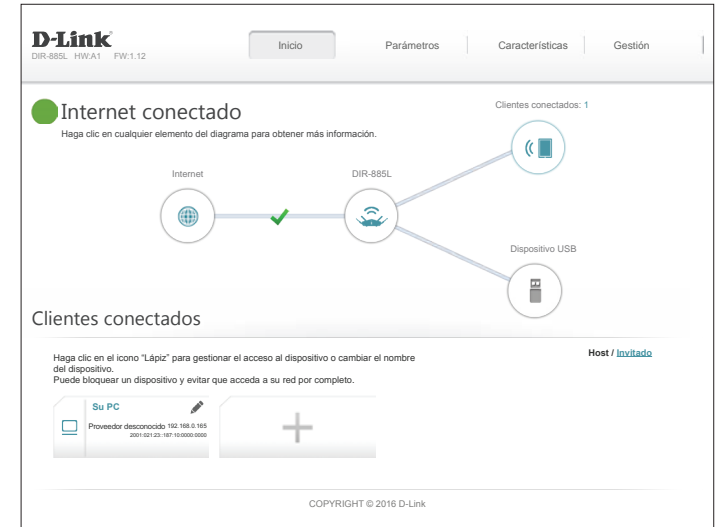 D-Link
DIR-885L HW:A1 FW:1.12
Inicio
Parámetros
Características
Gestión
Internet conectado
Haga clic en cualquier elemento del diagrama para obtener más información.
Clientes conectados: 1
Internet
DIR-885L
Dispositivo USB
Clientes conectados
Haga clic en el icono “Lápiz” para gestionar el acceso al dispositivo o cambiar el nombre
del dispositivo.
Puede bloquear un dispositivo y evitar que acceda a su red por completo.
Host / Invitado
Su PC
Proveedor desconocido 192.168.0.165
2001:021:23::187:10:0000:0000
COPYRIGHT © 2016 D-Link